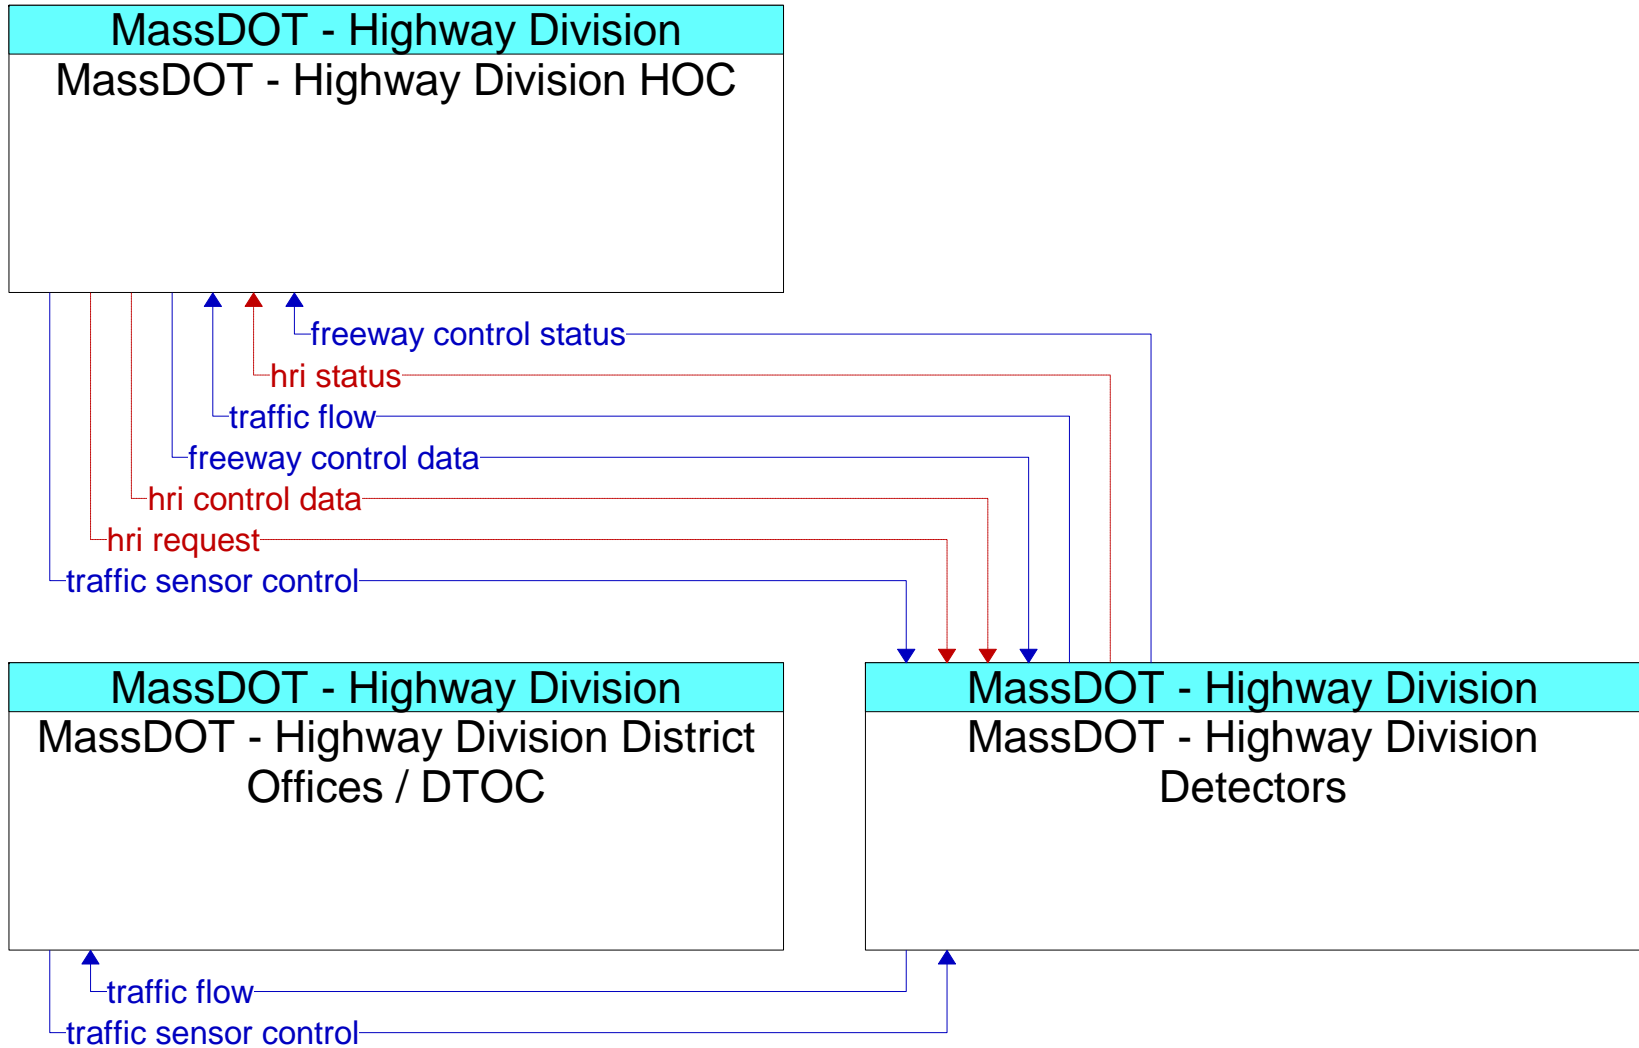 MassDOT - Highway Division
MassDOT - Highway Division HOC
freeway control status
hri status
traffic flow
freeway control data
hri control data
hri request
traffic sensor control
MassDOT - Highway Division
MassDOT - Highway Division District
Offices / DTOC
MassDOT - Highway Division
MassDOT - Highway Division
Detectors
traffic flow
traffic sensor control